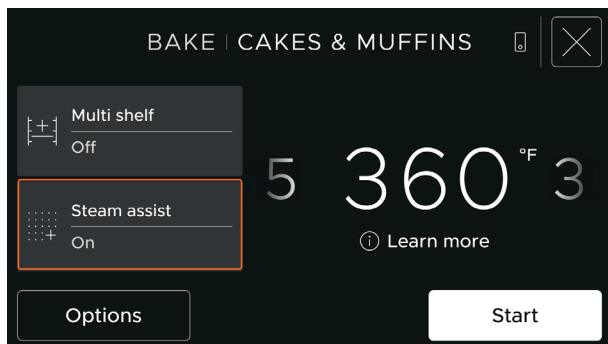 BAKE | CAKES & MUFFINS
Multi shelf
Off
5 360 °F 3
Steam assist
On
Learn more
Options
Start